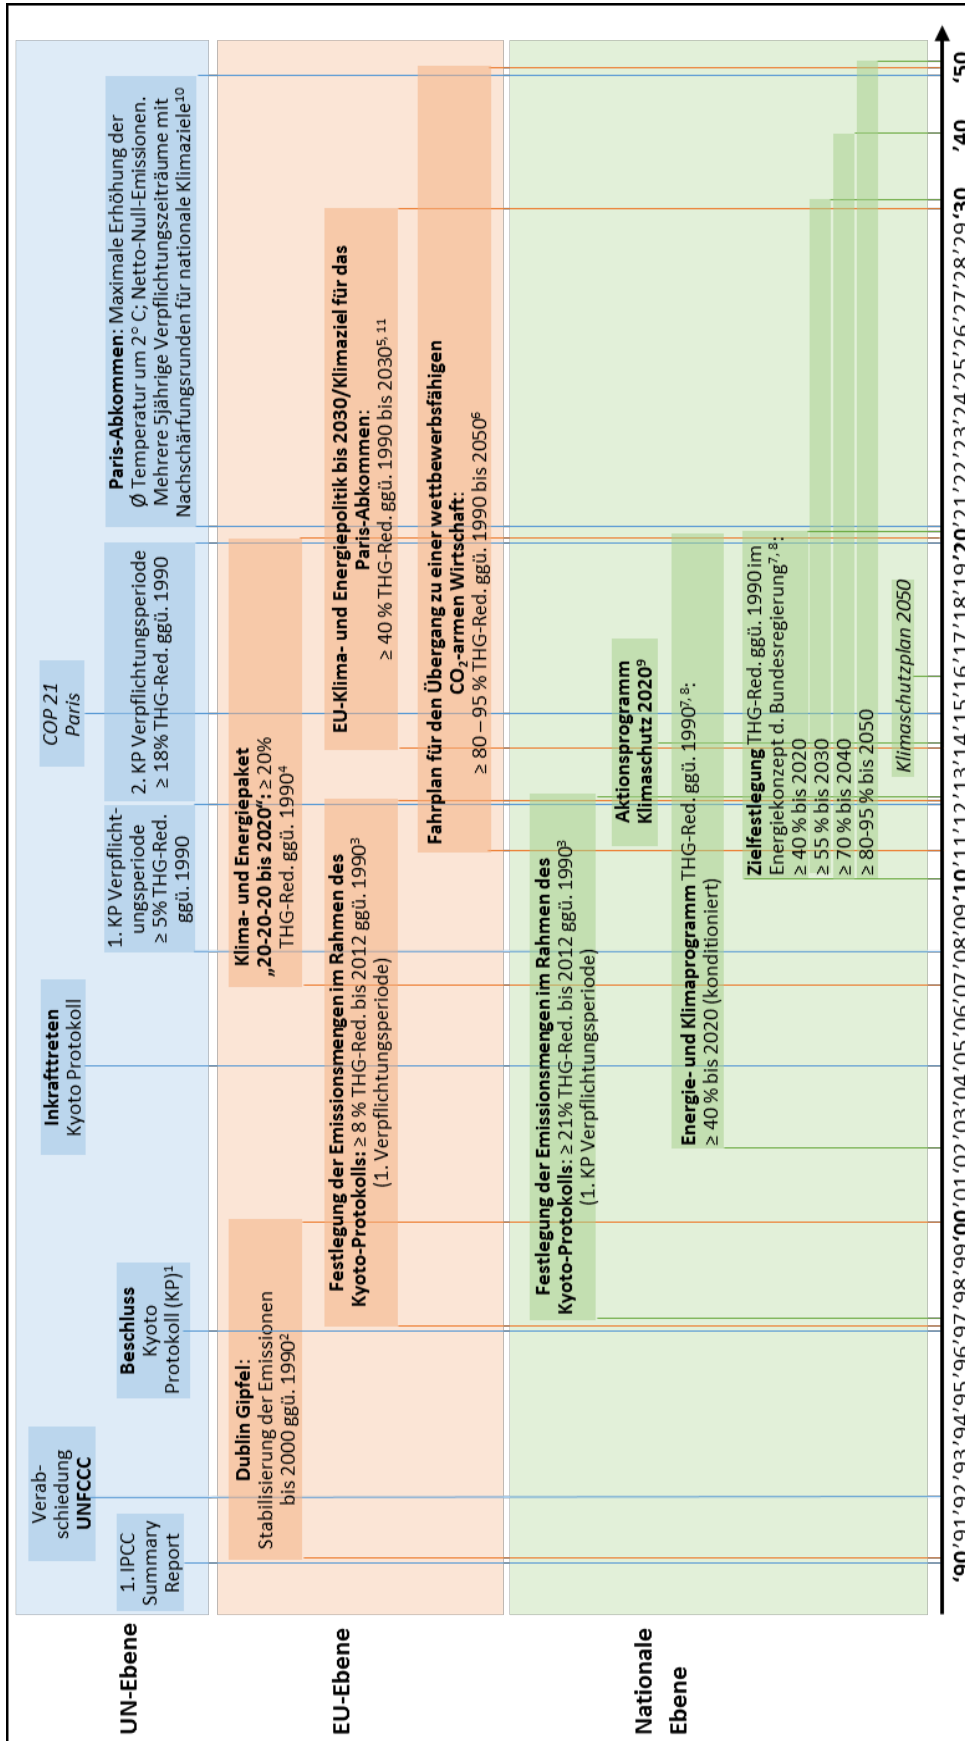 UN-Ebene
1. IPCC
Summary
Report
Verab-
schiedung
UNFCCC
Beschluss
Kyoto
Protokoll (KP)¹
Inkrafttreten
Kyoto Protokoll
1. KP Verpflicht-
ungsperiode
≥ 5% THG-Red.
ggü. 1990
COP 21
Paris
2. KP Verpflichtungsperiode
≥ 18% THG-Red. ggü. 1990
Paris-Abkommen: Maximale Erhöhung der
Ø Temperatur um 2° C; Netto-Null-Emissionen.
Mehrere 5jährige Verpflichtungszeiträume mit
Nachschärfungsrunden für nationale Klimaziele¹⁰
EU-Ebene
Dublin Gipfel:
Stabilisierung der Emissionen
bis 2000 ggü. 1990²
Klima- und Energiepaket
„20-20-20 bis 2020“: ≥ 20%
THG-Red. ggü. 1990⁴
Festlegung der Emissionsmengen im Rahmen des
Kyoto-Protokolls: ≥ 8 % THG-Red. bis 2012 ggü. 1990³
(1. Verpflichtungsperiode)
EU-Klima- und Energiepolitik bis 2030/Klimaziel für das
Paris-Abkommen:
≥ 40 % THG-Red. ggü. 1990 bis 2030⁵˒ ¹¹
Fahrplan für den Übergang zu einer wettbewerbsfähigen
CO₂-armen Wirtschaft:
≥ 80 – 95 % THG-Red. ggü. 1990 bis 2050⁶
Nationale
Ebene
Festlegung der Emissionsmengen im Rahmen des
Kyoto-Protokolls: ≥ 21% THG-Red. bis 2012 ggü. 1990³
(1. KP Verpflichtungsperiode)
Aktionsprogramm
Klimaschutz 2020⁹
Energie- und Klimaprogramm THG-Red. ggü. 1990⁷˒ ⁸:
≥ 40 % bis 2020 (konditioniert)
Zielfestlegung THG-Red. ggü. 1990 im
Energiekonzept d. Bundesregierung⁷˒ ⁸:
≥ 40 % bis 2020
≥ 55 % bis 2030
≥ 70 % bis 2040
≥ 80-95 % bis 2050
Klimaschutzplan 2050
'90'91'92'93'94'95'96'97'98'99'00'01'02'03'04'05'06'07'08'09'10'11'12'13'14'15'16'17'18'19'20'21'22'23'24'25'26'27'28'29'30 '40 '50